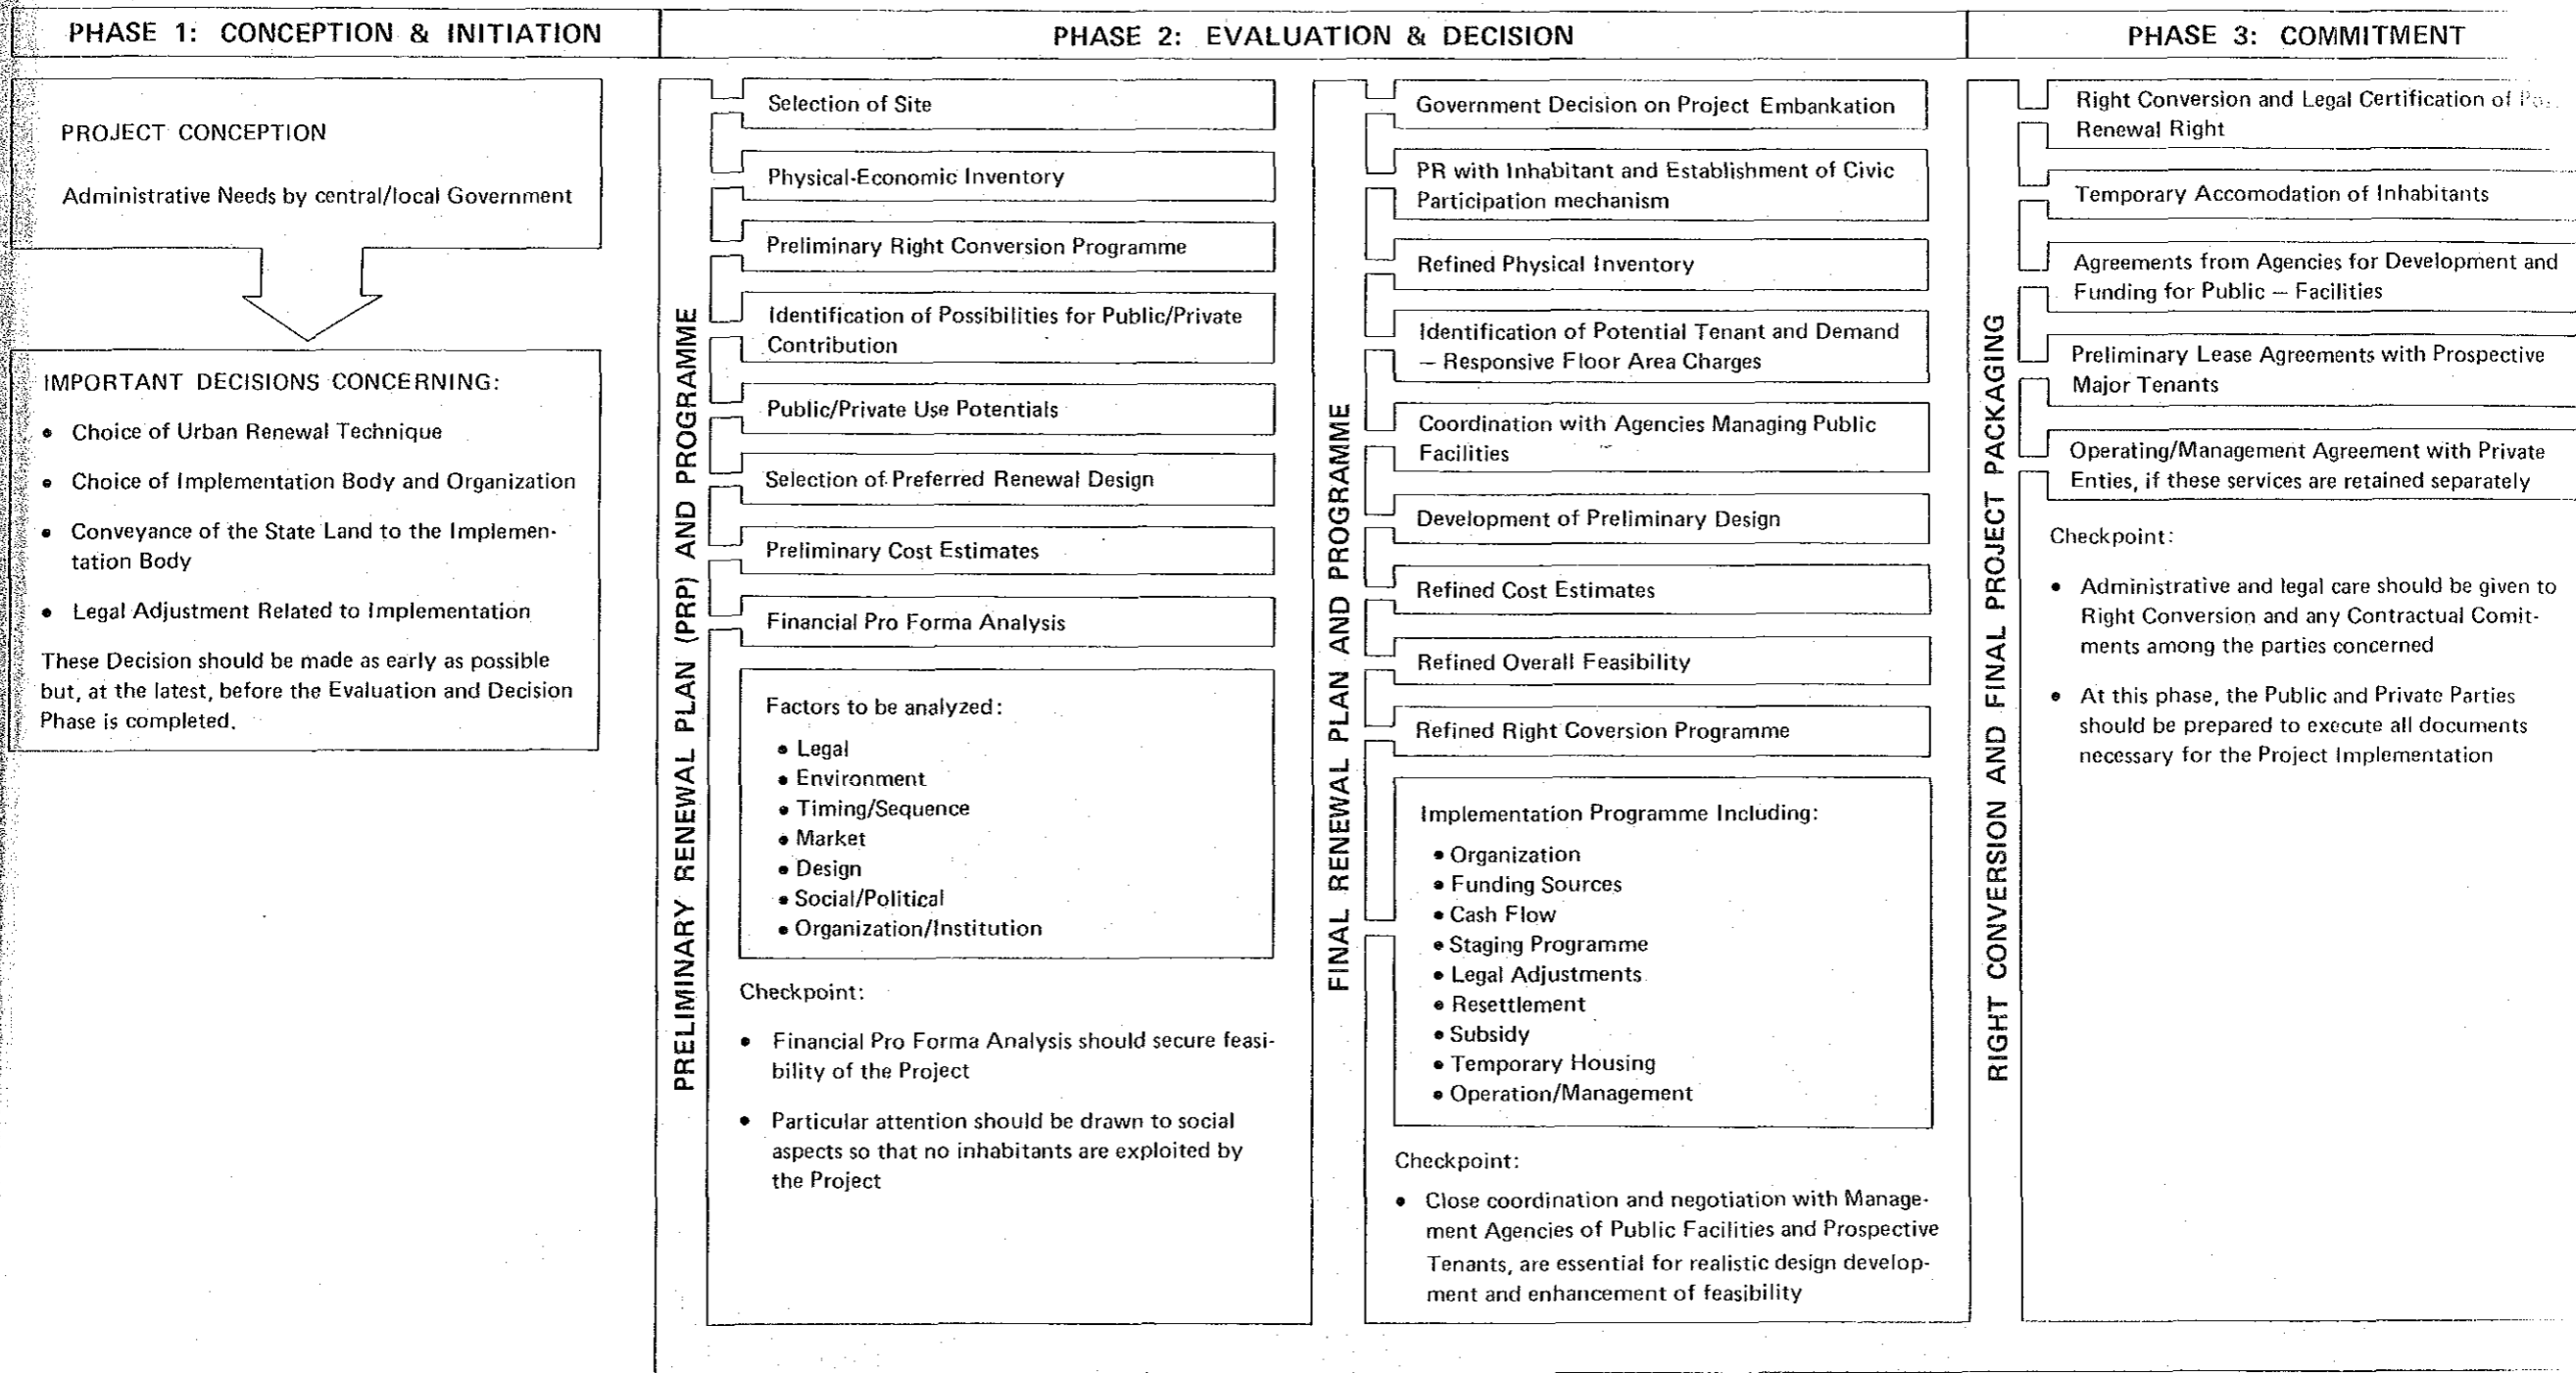 PHASE 1: CONCEPTION & INITIATION
PROJECT CONCEPTION
Administrative Needs by central/local Government
IMPORTANT DECISIONS CONCERNING:
• Choice of Urban Renewal Technique
• Choice of Implementation Body and Organization
• Conveyance of the State Land to the Implemen-
tation Body
• Legal Adjustment Related to Implementation
These Decision should be made as early as possible
but, at the latest, before the Evaluation and Decision
Phase is completed.
PHASE 2: EVALUATION & DECISION
PRELIMINARY RENEWAL PLAN (PRP) AND PROGRAMME
Selection of Site
Physical-Economic Inventory
Preliminary Right Conversion Programme
Identification of Possibilities for Public/Private
Contribution
Public/Private Use Potentials
Selection of Preferred Renewal Design
Preliminary Cost Estimates
Financial Pro Forma Analysis
Factors to be analyzed:
• Legal
• Environment
• Timing/Sequence
• Market
• Design
• Social/Political
• Organization/Institution
Checkpoint:
• Financial Pro Forma Analysis should secure feasi-
bility of the Project
• Particular attention should be drawn to social
aspects so that no inhabitants are exploited by
the Project
FINAL RENEWAL PLAN AND PROGRAMME
Government Decision on Project Embankation
PR with Inhabitant and Establishment of Civic
Participation mechanism
Refined Physical Inventory
Identification of Potential Tenant and Demand
– Responsive Floor Area Charges
Coordination with Agencies Managing Public
Facilities
Development of Preliminary Design
Refined Cost Estimates
Refined Overall Feasibility
Refined Right Coversion Programme
Implementation Programme Including:
• Organization
• Funding Sources
• Cash Flow
• Staging Programme
• Legal Adjustments
• Resettlement
• Subsidy
• Temporary Housing
• Operation/Management
Checkpoint:
• Close coordination and negotiation with Manage-
ment Agencies of Public Facilities and Prospective
Tenants, are essential for realistic design develop-
ment and enhancement of feasibility
PHASE 3: COMMITMENT
RIGHT CONVERSION AND FINAL PROJECT PACKAGING
Right Conversion and Legal Certification of
Renewal Right
Temporary Accomodation of Inhabitants
Agreements from Agencies for Development and
Funding for Public – Facilities
Preliminary Lease Agreements with Prospective
Major Tenants
Operating/Management Agreement with Private
Enties, if these services are retained separately
Checkpoint:
• Administrative and legal care should be given to
Right Conversion and any Contractual Comit-
ments among the parties concerned
• At this phase, the Public and Private Parties
should be prepared to execute all documents
necessary for the Project Implementation